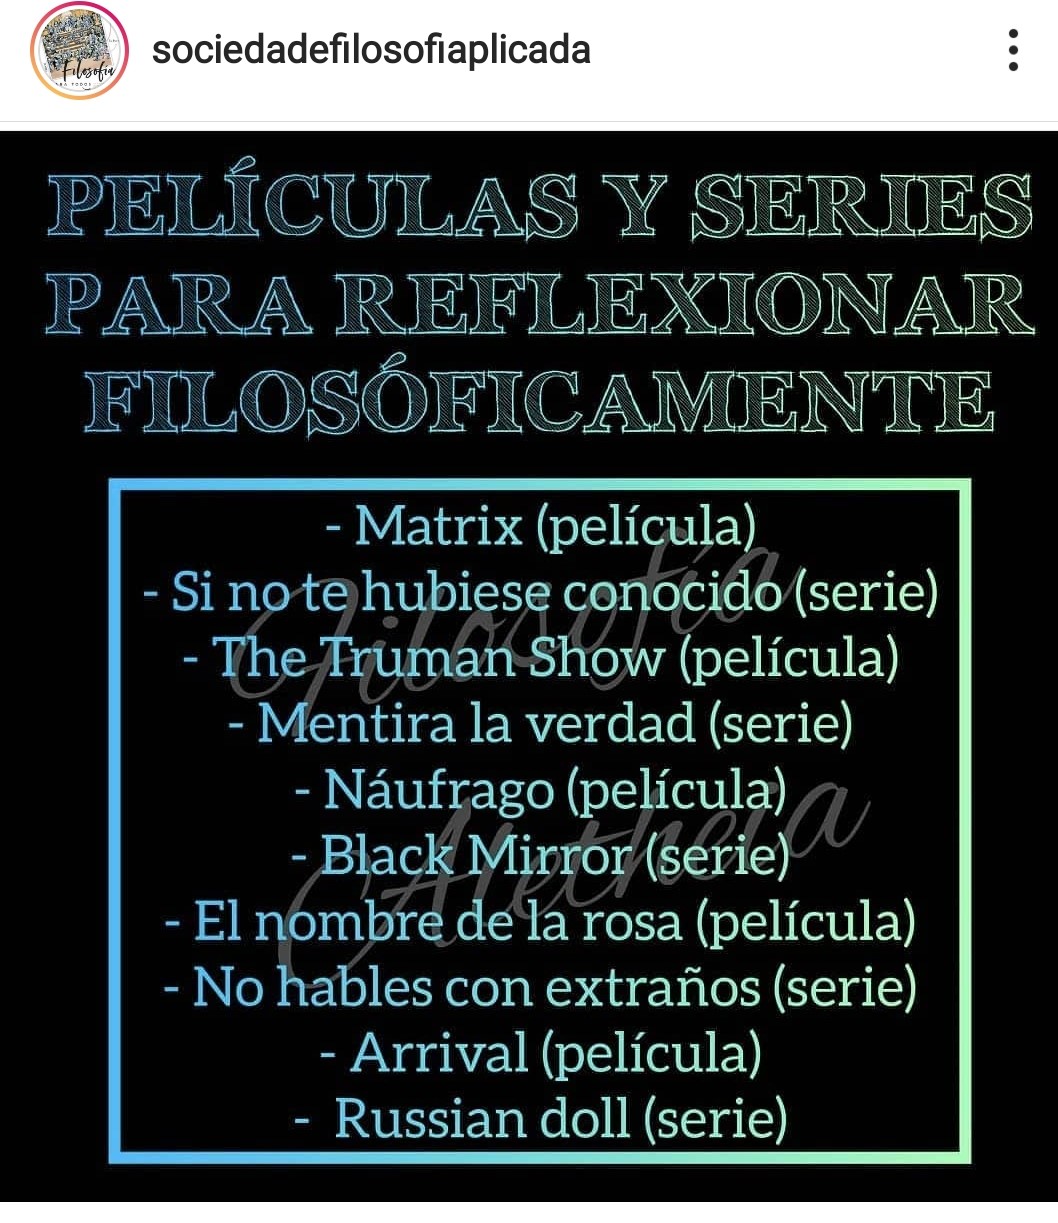 sociedadefilosofiaplicada
Filosofía
PELÍCULAS Y SERIES
PARA REFLEXIONAR
FILOSÓFICAMENTE
- Matrix (película)
- Si no te hubiese conocido (serie)
- The Truman Show (película)
- Mentira la verdad (serie)
- Náufrago (película)
- Black Mirror (serie)
- El nombre de la rosa (película)
- No hables con extraños (serie)
- Arrival (película)
- Russian doll (serie)
Filosofía
Aletheia